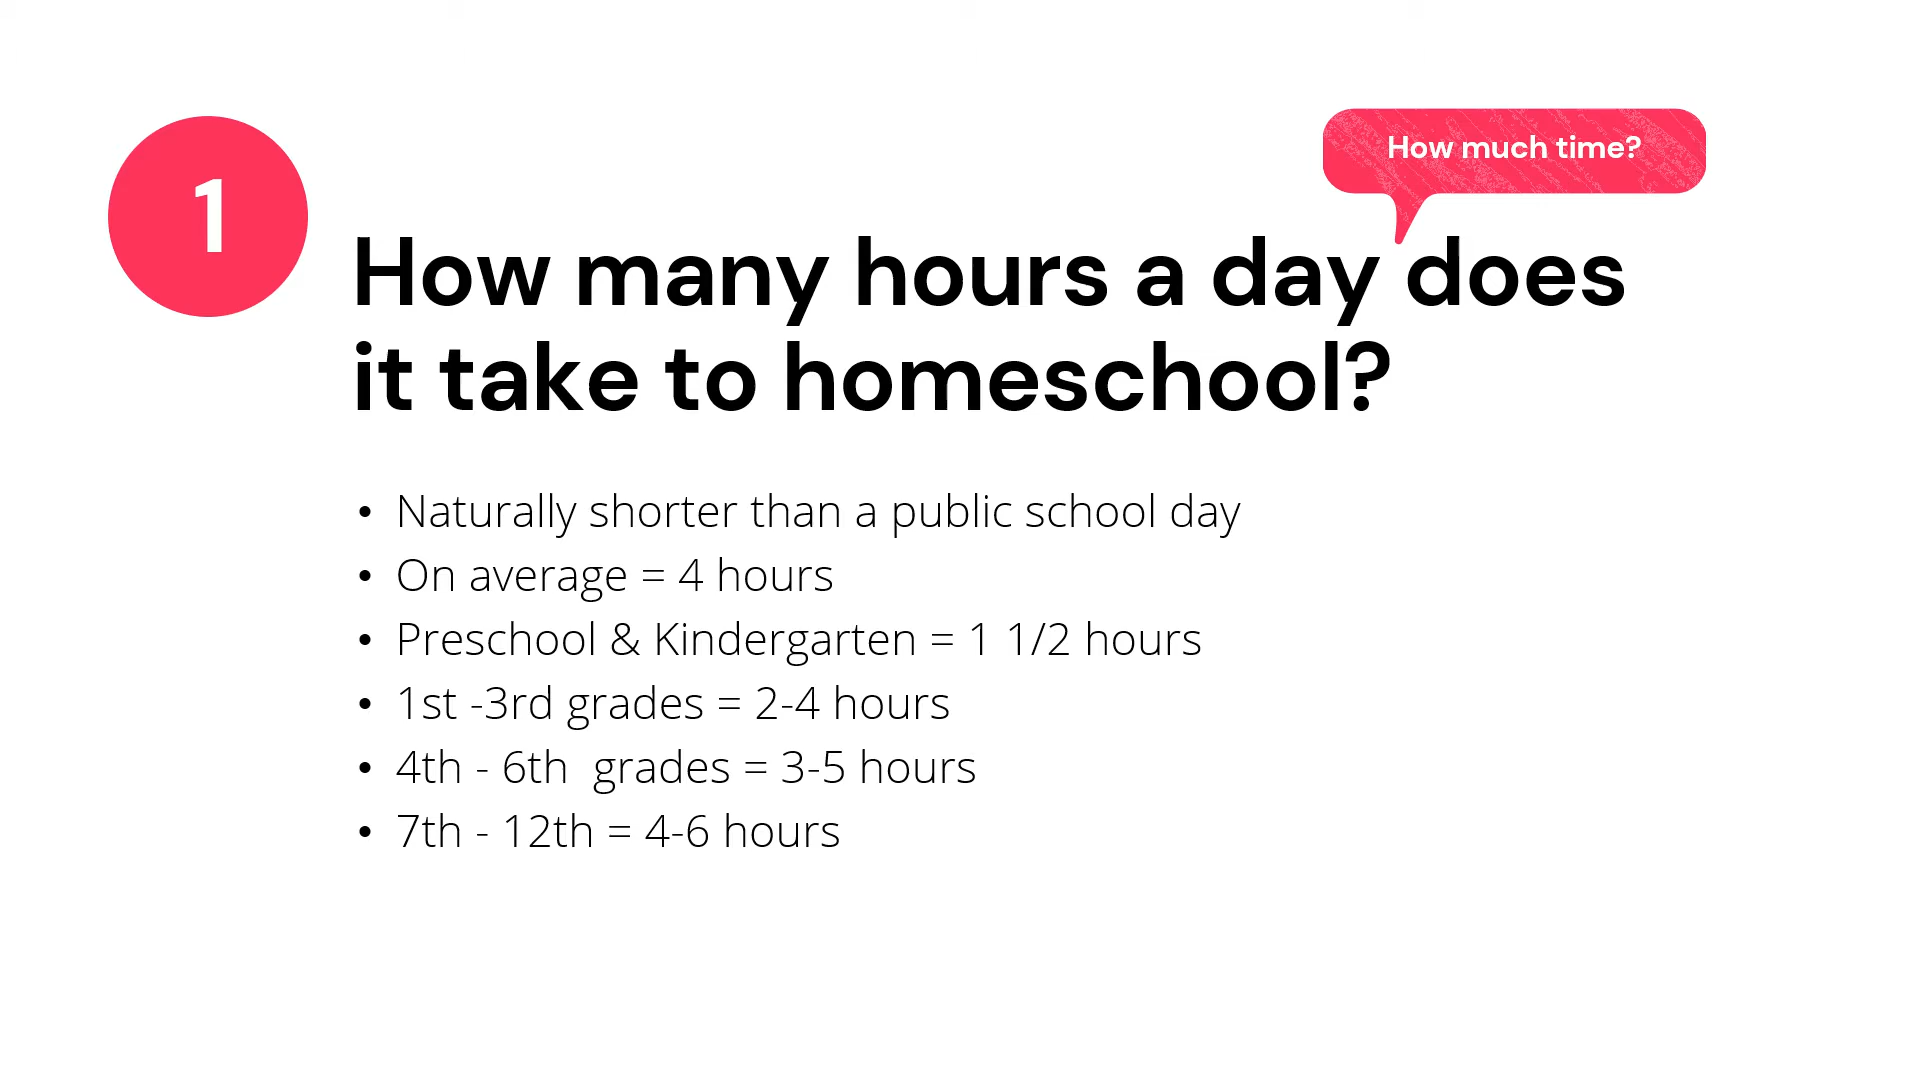 1
How much time?
How many hours a day does
it take to homeschool?
• Naturally shorter than a public school day
• On average = 4 hours
• Preschool & Kindergarten = 1 1/2 hours
• 1st -3rd grades = 2-4 hours
• 4th - 6th  grades = 3-5 hours
• 7th - 12th = 4-6 hours